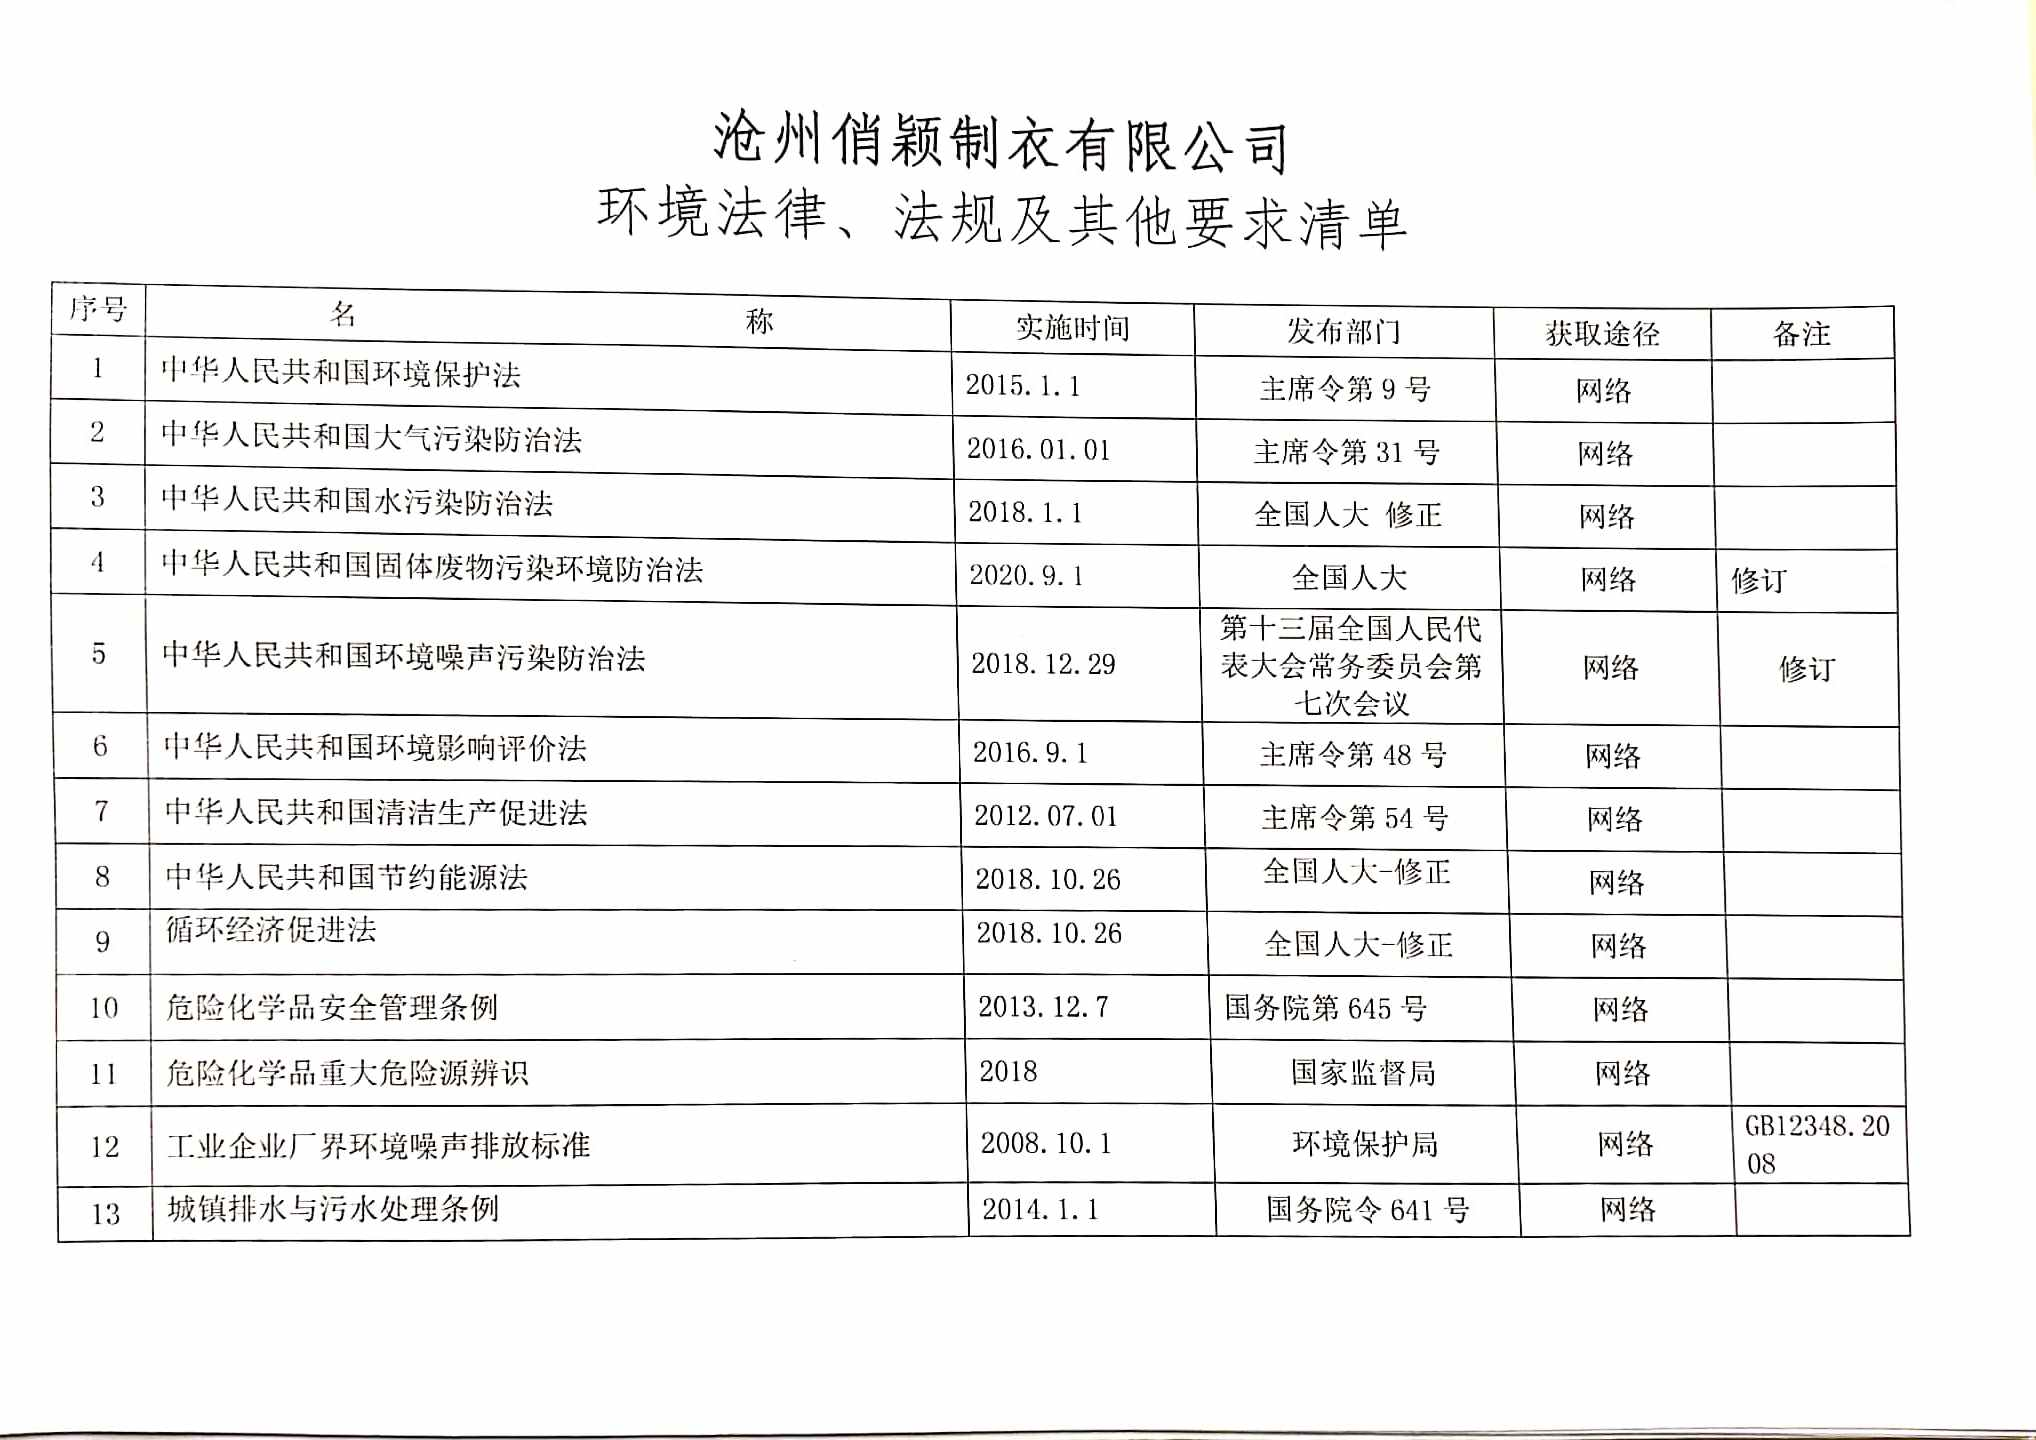 沧州俏颖制衣有限公司
环境法律、法规及其他要求清单
序号 名 称 实施时间 发布部门 获取途径 备注
1 中华人民共和国环境保护法 2015.1.1 主席令第 9 号 网络
2 中华人民共和国大气污染防治法 2016.01.01 主席令第 31 号 网络
3 中华人民共和国水污染防治法 2018.1.1 全国人大 修正 网络
4 中华人民共和国固体废物污染环境防治法 2020.9.1 全国人大 网络 修订
5 中华人民共和国环境噪声污染防治法 2018.12.29 第十三届全国人民代
表大会常务委员会第
七次会议 网络 修订
6 中华人民共和国环境影响评价法 2016.9.1 主席令第 48 号 网络
7 中华人民共和国清洁生产促进法 2012.07.01 主席令第 54 号 网络
8 中华人民共和国节约能源法 2018.10.26 全国人大-修正 网络
9 循环经济促进法 2018.10.26 全国人大-修正 网络
10 危险化学品安全管理条例 2013.12.7 国务院第 645 号 网络
11 危险化学品重大危险源辨识 2018 国家监督局 网络
12 工业企业厂界环境噪声排放标准 2008.10.1 环境保护局 网络 GB12348.20
08
13 城镇排水与污水处理条例 2014.1.1 国务院令 641 号 网络